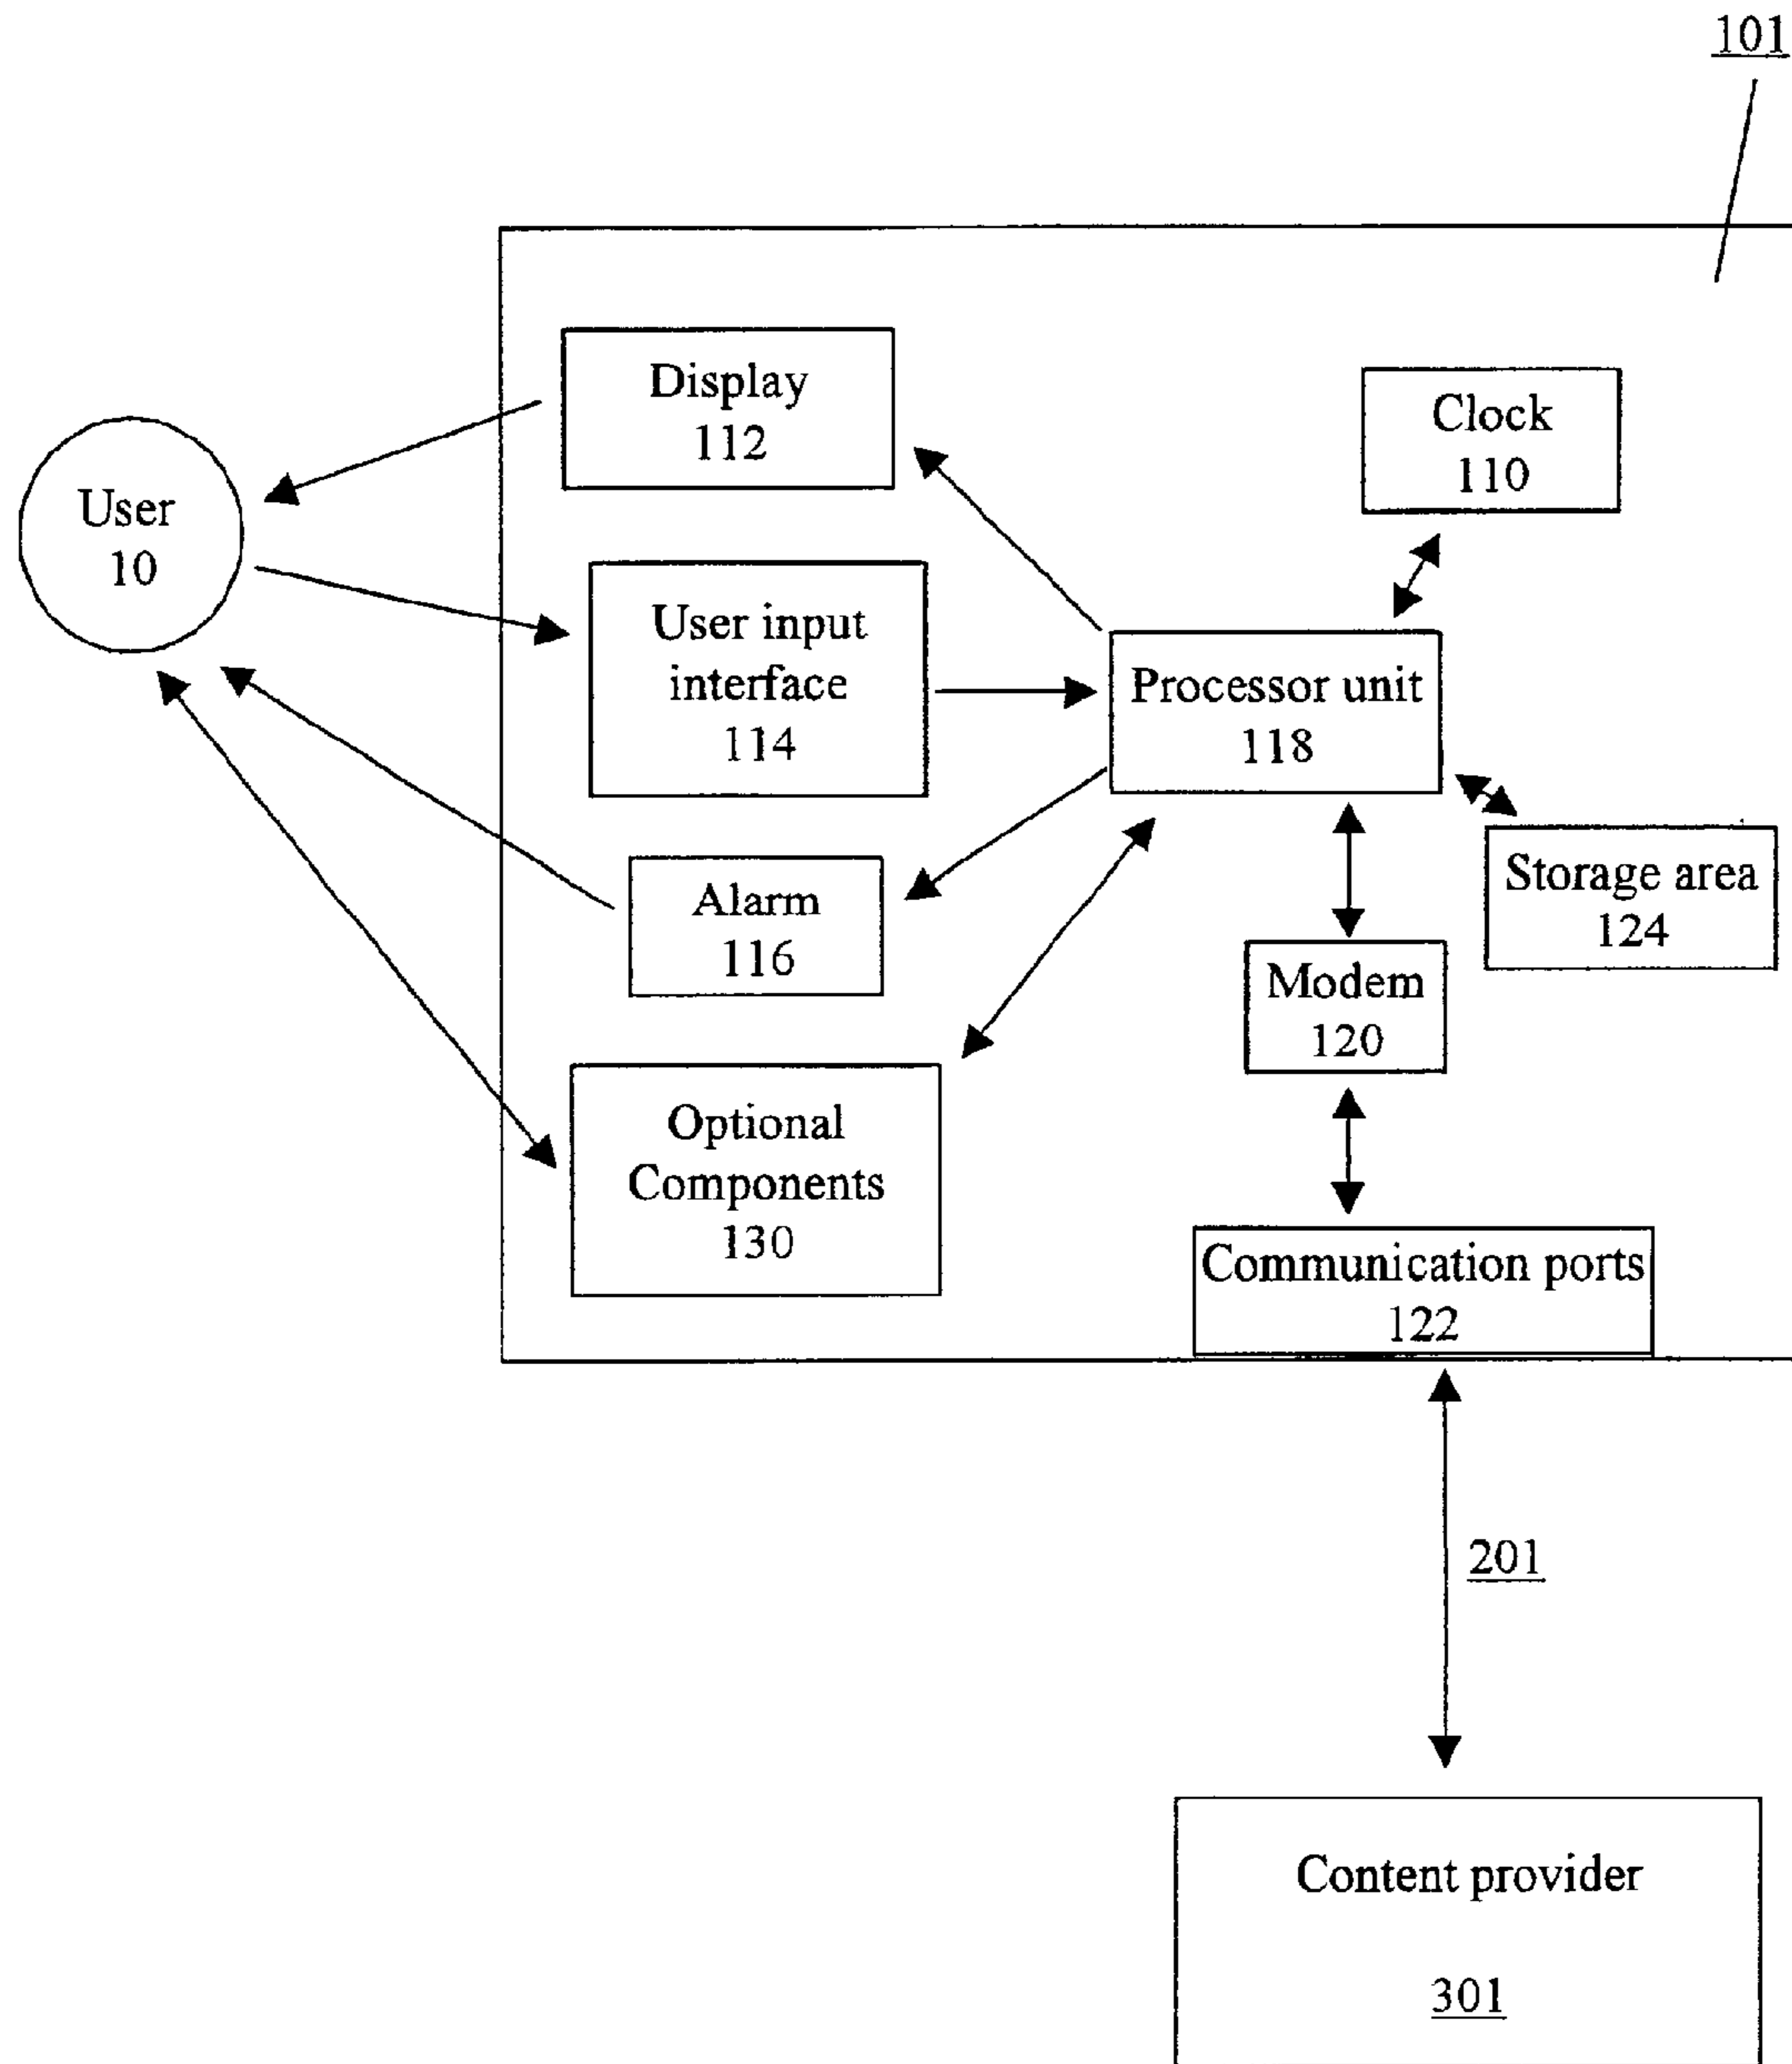 101
Display
112
Clock
110
User
10
User input
interface
114
Processor unit
118
Alarm
116
Storage area
124
Modem
120
Optional
Components
130
Communication ports
122
201
Content provider
301